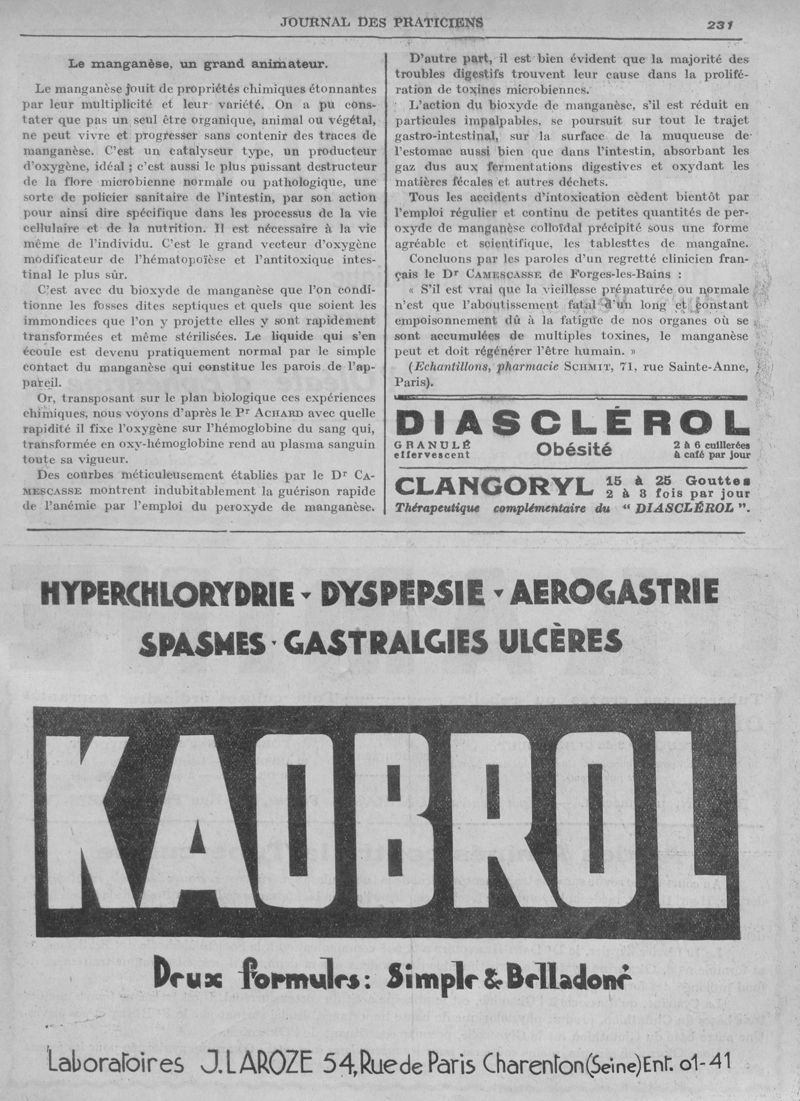 JOURNAL DES PRATICIENS
231
Le manganèse, un grand animateur.
Le manganèse jouit de propriétés chimiques étonnantes
par leur multiplicité et leur variété. On a pu cons-
tater que pas un seul être organique, animal ou végétal,
ne peut vivre et progresser sans contenir des traces de
manganèse. C'est un catalyseur type, un producteur
d'oxygène, idéal ; c'est aussi le plus puissant destructeur
de la flore microbienne normale ou pathologique, une
sorte de policier sanitaire de l'intestin, par son action
pour ainsi dire spécifique dans les processus de la vie
cellulaire et de la nutrition. Il est nécessaire à la vie
même de l'individu. C'est le grand vecteur d'oxygène
modificateur de l'hématopoïèse et l'antitoxique intes-
tinal le plus sûr.
C'est avec du bioxyde de manganèse que l'on condi-
tionne les fosses dites septiques et quels que soient les
immondices que l'on y projette elles y sont rapidement
transformées et même stérilisées. Le liquide qui s'en
écoule est devenu pratiquement normal par le simple
contact du manganèse qui constitue les parois de l'ap-
pareil.
Or, transposant sur le plan biologique ces expériences
chimiques, nous voyons d'après le Pr ACHARD avec quelle
rapidité il fixe l'oxygène sur l'hémoglobine du sang qui,
transformée en oxy-hémoglobine rend au plasma sanguin
toute sa vigueur.
Des courbes méticuleusement établies par le Dr CA-
MESCASSE montrent indubitablement la guérison rapide
de l'anémie par l'emploi du peroxyde de manganèse.
D'autre part, il est bien évident que la majorité des
troubles digestifs trouvent leur cause dans la prolifé-
ration de toxines microbiennes.
L'action du bioxyde de manganèse, s'il est réduit en
particules impalpables, se poursuit sur tout le trajet
gastro-intestinal, sur la surface de la muqueuse de
l'estomac aussi bien que dans l'intestin, absorbant les
gaz dus aux fermentations digestives et oxydant les
matières fécales et autres déchets.
Tous les accidents d'intoxication cèdent bientôt par
l'emploi régulier et continu de petites quantités de per-
oxyde de manganèse colloïdal précipité sous une forme
agréable et scientifique, les tablesttes de mangaïne.
Concluons par les paroles d'un regretté clinicien fran-
çais le Dr CAMESCASSE de Forges-les-Bains :
« S'il est vrai que la vieillesse prématurée ou normale
n'est que l'aboutissement fatal d'un long et constant
empoisonnement dû à la fatigue de nos organes où se
sont accumulées de multiples toxines, le manganèse
peut et doit régénérer l'être humain. »
(Echantillons, pharmacie SCHMIT, 71, rue Sainte-Anne,
Paris).
DIASCLÉROL
GRANULÉ
effervescent
Obésité
2 à 6 cuillerées
à café par jour
CLANGORYL
15 à 25 Gouttes
2 à 3 fois par jour
Thérapeutique complémentaire du " DIASCLÉROL ".
HYPERCHLORYDRIE ▾ DYSPEPSIE ▾ AEROGASTRIE
SPASMES ▾ GASTRALGIES ULCÈRES
KAOBROL
Deux formules: Simple & Belladoné
Laboratoires J. LAROZE 54, Rue de Paris Charenton (Seine) Ent. 01-41